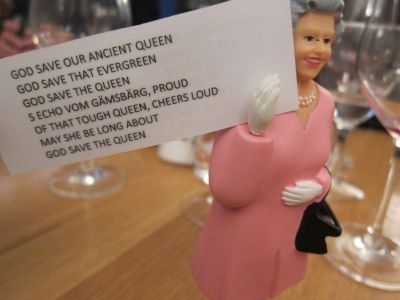 GOD SAVE OUR ANCIENT QUEEN
GOD SAVE THAT EVERGREEN
GOD SAVE THE QUEEN
S ECHO VOM GÄMSBÄRG, PROUD
OF THAT TOUGH QUEEN, CHEERS LOUD
MAY SHE BE LONG ABOUT
GOD SAVE THE QUEEN